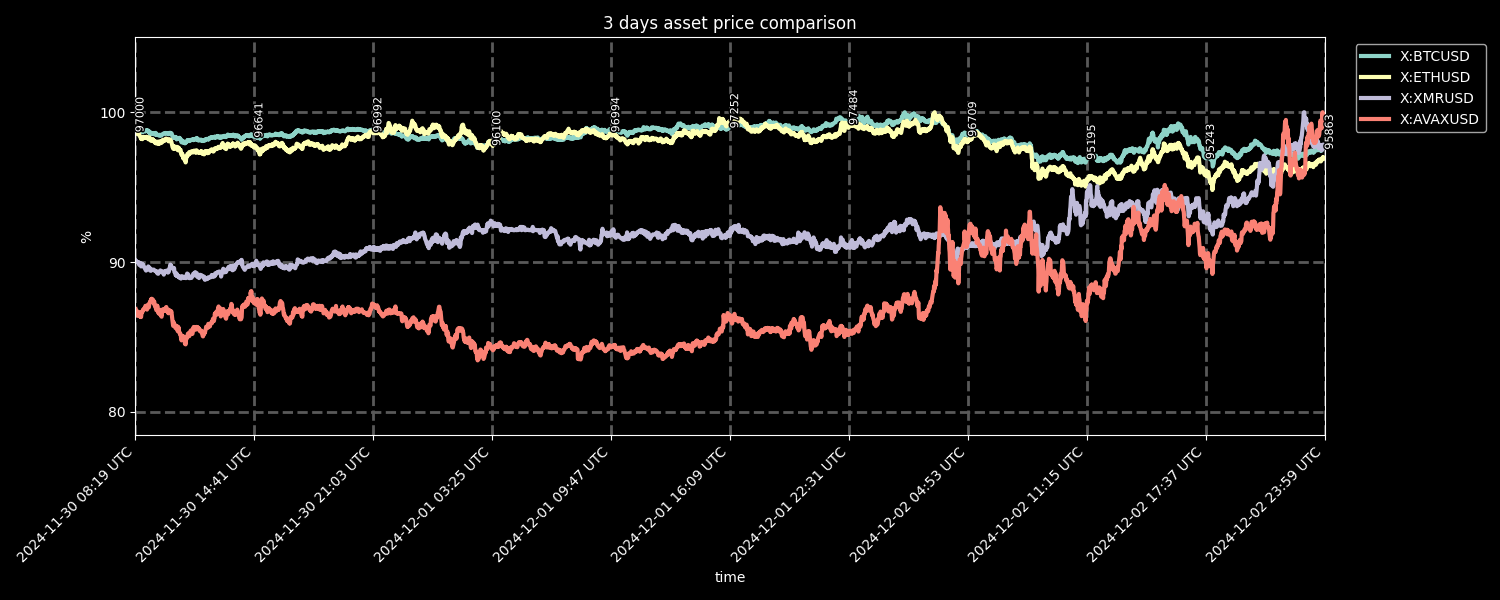 3 days asset price comparison
X:BTCUSD
X:ETHUSD
X:XMRUSD
X:AVAXUSD
100
90
80
%
97000
96641
96992
96100
96994
97252
97484
96709
95195
95243
95863
2024-11-30 08:19 UTC
2024-11-30 14:41 UTC
2024-11-30 21:03 UTC
2024-12-01 03:25 UTC
2024-12-01 09:47 UTC
2024-12-01 16:09 UTC
2024-12-01 22:31 UTC
2024-12-02 04:53 UTC
2024-12-02 11:15 UTC
2024-12-02 17:37 UTC
2024-12-02 23:59 UTC
time